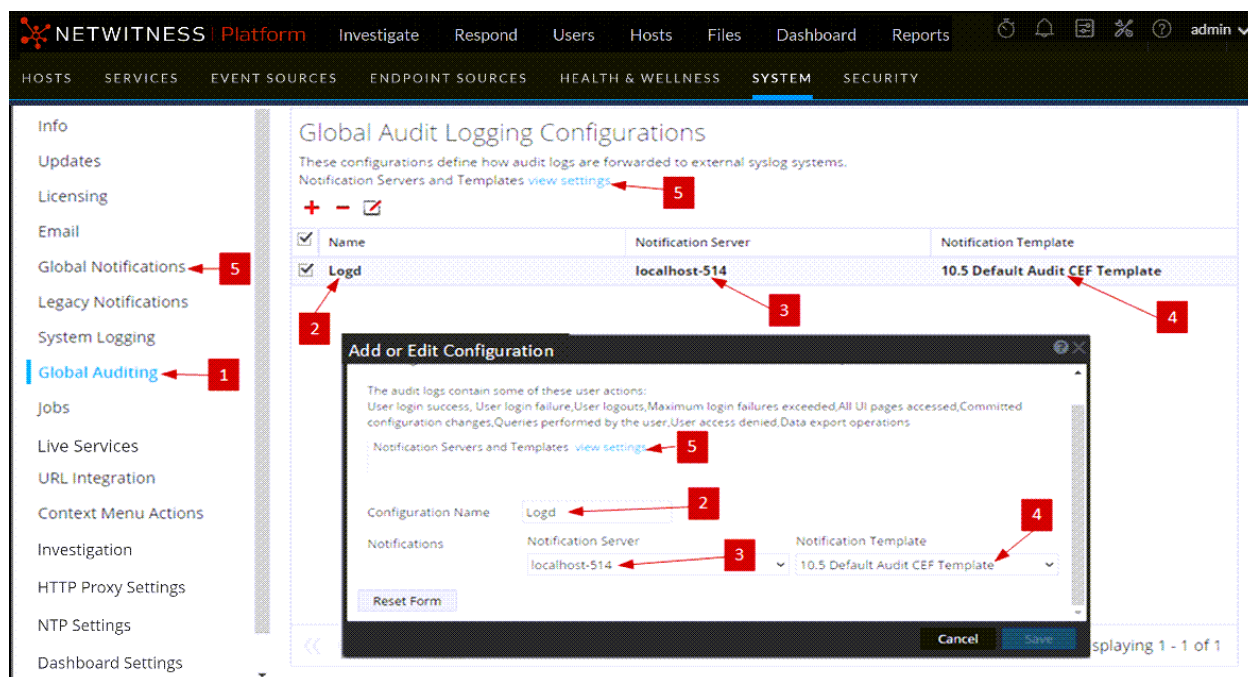 NETWITNESS | Platform Investigate Respond Users Hosts Files Dashboard Reports admin
HOSTS SERVICES EVENT SOURCES ENDPOINT SOURCES HEALTH & WELLNESS SYSTEM SECURITY
Info
Updates
Licensing
Email
Global Notifications 5
Legacy Notifications
System Logging
Global Auditing 1
Jobs
Live Services
URL Integration
Context Menu Actions
Investigation
HTTP Proxy Settings
NTP Settings
Dashboard Settings
Global Audit Logging Configurations
These configurations define how audit logs are forwarded to external syslog systems.
Notification Servers and Templates view settings 5
Name Notification Server Notification Template
Logd localhost-514 10.5 Default Audit CEF Template
2 3 4
Add or Edit Configuration
The audit logs contain some of these user actions:
User login success, User login failure,User logouts,Maximum login failures exceeded,All UI pages accessed,Committed
configuration changes,Queries performed by the user,User access denied,Data export operations
Notification Servers and Templates view settings 5
Configuration Name Logd 2
Notifications Notification Server Notification Template 4
localhost-514 3 10.5 Default Audit CEF Template
Reset Form
Cancel Save
splaying 1 - 1 of 1